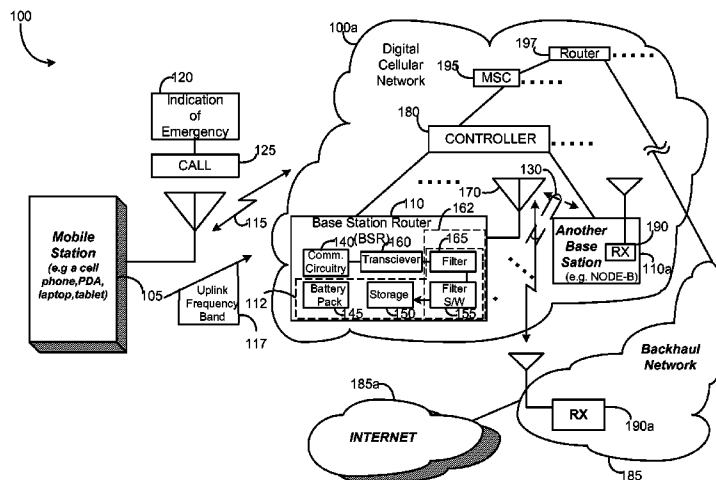 100
100a
Digital
Cellular
Network
197
Router
195
MSC
180
CONTROLLER
120
Indication
of
Emergency
CALL
125
115
130
170
110
162
Base Station Router
(BSR)
140
160
165
Comm.
Circuitry
Transciever
Filter
112
Battery
Pack
Storage
Filter
S/W
145
150
155
Another
Base
Sation
(e.g. NODE-B)
RX
190
110a
Mobile
Station
(e.g a cell
phone,PDA,
laptop,tablet)
105
Uplink
Frequency
Band
117
Backhaul
Network
185a
INTERNET
RX
190a
185